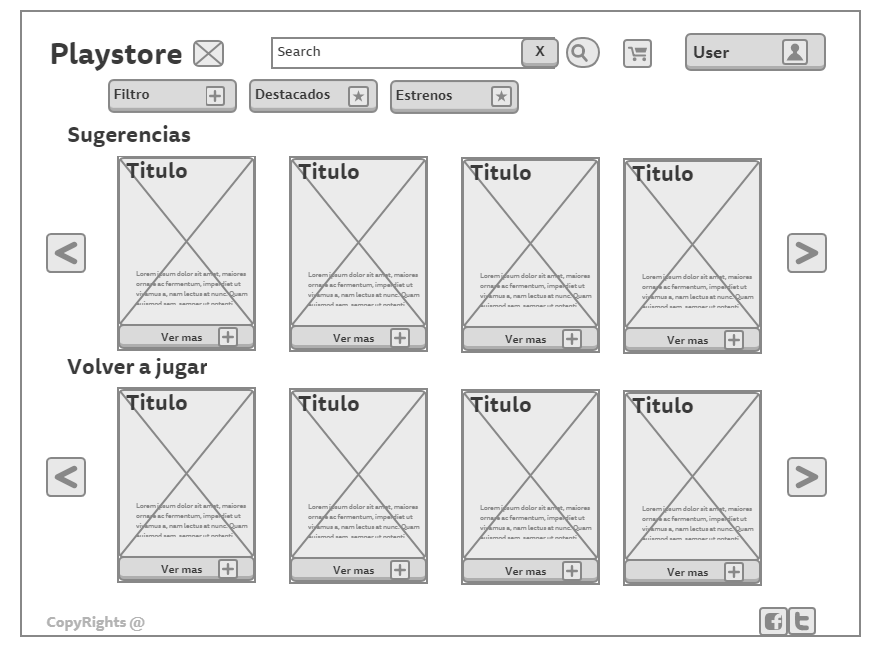 Playstore
Search
X
User
Filtro
Destacados
Estrenos
Sugerencias
Titulo
Lorem ipsum dolor sit amet, maiores
ornare ac fermentum, imperdiet ut
vivamus a, nam lectus at nunc. Quam
euismod sem, semper ut potenti
Ver mas
Titulo
Lorem ipsum dolor sit amet, maiores
ornare ac fermentum, imperdiet ut
vivamus a, nam lectus at nunc. Quam
euismod sem, semper ut potenti
Ver mas
Titulo
Lorem ipsum dolor sit amet, maiores
ornare ac fermentum, imperdiet ut
vivamus a, nam lectus at nunc. Quam
euismod sem, semper ut potenti
Ver mas
Titulo
Lorem ipsum dolor sit amet, maiores
ornare ac fermentum, imperdiet ut
vivamus a, nam lectus at nunc. Quam
euismod sem, semper ut potenti
Ver mas
Volver a jugar
Titulo
Lorem ipsum dolor sit amet, maiores
ornare ac fermentum, imperdiet ut
vivamus a, nam lectus at nunc. Quam
euismod sem, semper ut potenti
Ver mas
Titulo
Lorem ipsum dolor sit amet, maiores
ornare ac fermentum, imperdiet ut
vivamus a, nam lectus at nunc. Quam
euismod sem, semper ut potenti
Ver mas
Titulo
Lorem ipsum dolor sit amet, maiores
ornare ac fermentum, imperdiet ut
vivamus a, nam lectus at nunc. Quam
euismod sem, semper ut potenti
Ver mas
Titulo
Lorem ipsum dolor sit amet, maiores
ornare ac fermentum, imperdiet ut
vivamus a, nam lectus at nunc. Quam
euismod sem, semper ut potenti
Ver mas
CopyRights @